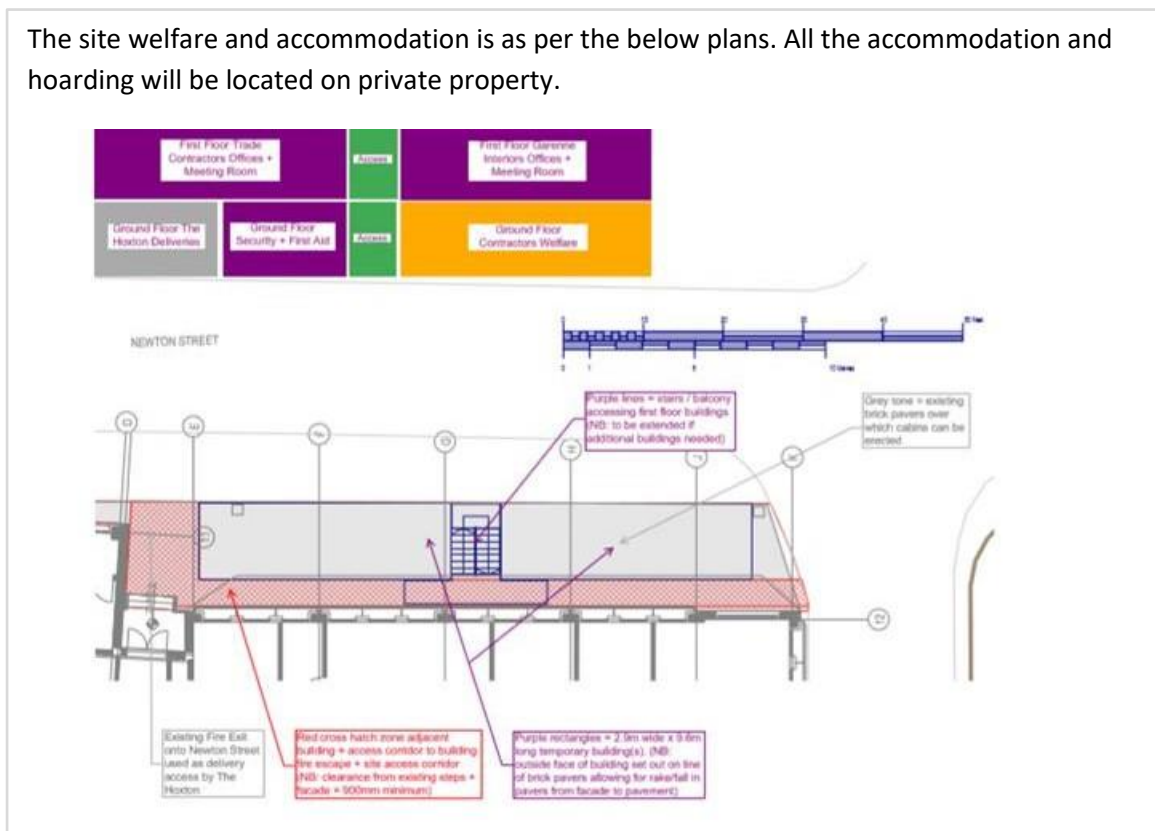 The site welfare and accommodation is as per the below plans. All the accommodation and
hoarding will be located on private property.
First Floor Trade
Contractors Offices +
Meeting Room
Access
First Floor Garenne
Interiors Offices +
Meeting Room
Ground Floor The
Hoxton Deliveries
Ground Floor
Security + First Aid
Access
Ground Floor
Contractors Welfare
NEWTON STREET
Purple lines = stairs / balcony
accessing first floor buildings
(NB: to be extended if
additional buildings needed)
Grey tone = existing
brick pavers over
which cabins can be
erected
E
F
G
H
K
12
Existing Fire Exit
onto Newton Street
used as delivery
access by The
Hoxton
Red cross hatch zone adjacent
building = access corridor to building
fire escape + site access corridor
(NB: clearance from existing steps +
facade = 900mm minimum)
Purple rectangles = 2.9m wide x 9.6m
long temporary building(s). (NB:
outside face of building set out on line
of brick pavers allowing for rake/fall in
pavers from facade to pavement)